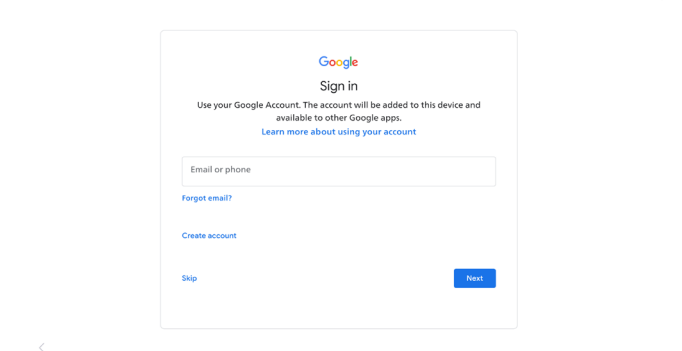 Google
Sign in
Use your Google Account. The account will be added to this device and
available to other Google apps.
Learn more about using your account
Email or phone
Forgot email?
Create account
Skip
Next